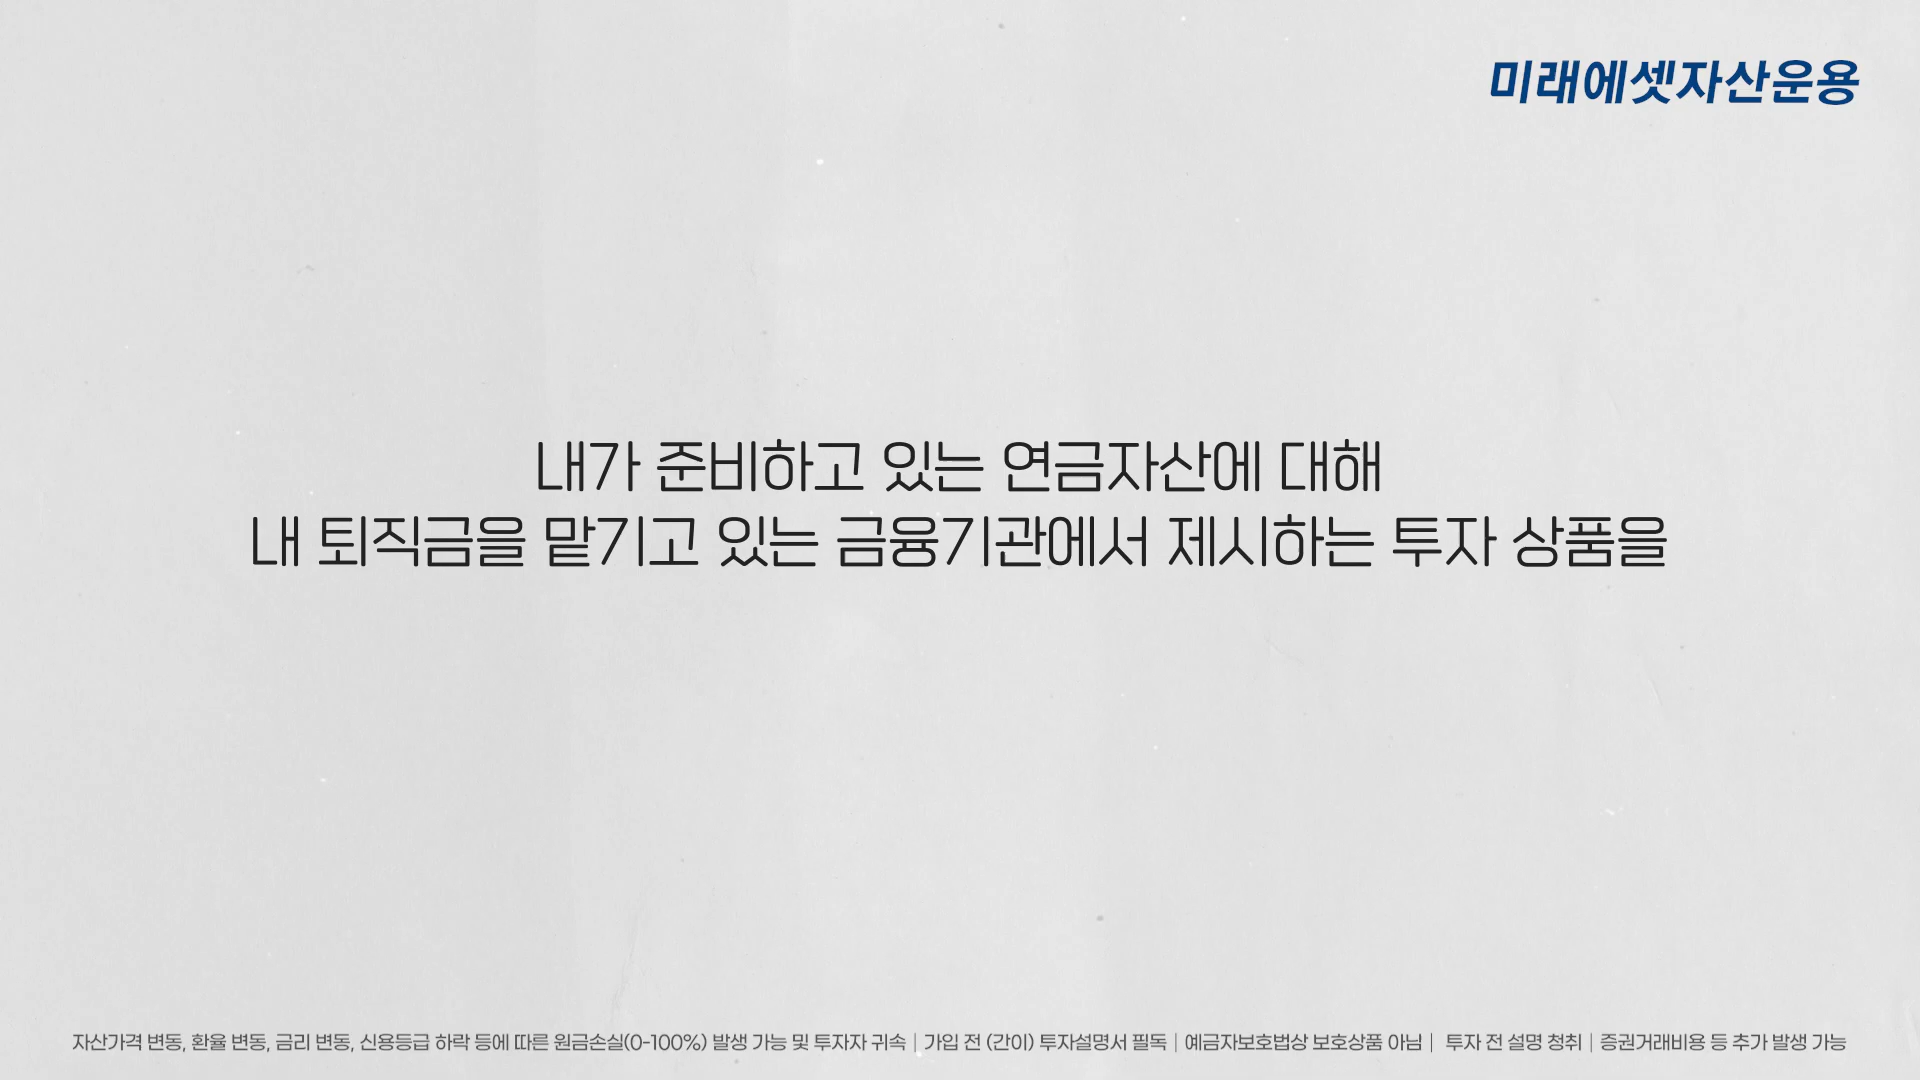 미래에셋자산운용
내가 준비하고 있는 연금자산에 대해
내 퇴직금을 맡기고 있는 금융기관에서 제시하는 투자 상품을
자산가격 변동, 환율 변동, 금리 변동, 신용등급 하락 등에 따른 원금손실(0-100%) 발생 가능 및 투자자 귀속 | 가입 전 (간이) 투자설명서 필독 | 예금자보호법상 보호상품 아님 | 투자 전 설명 청취 | 증권거래비용 등 추가 발생 가능